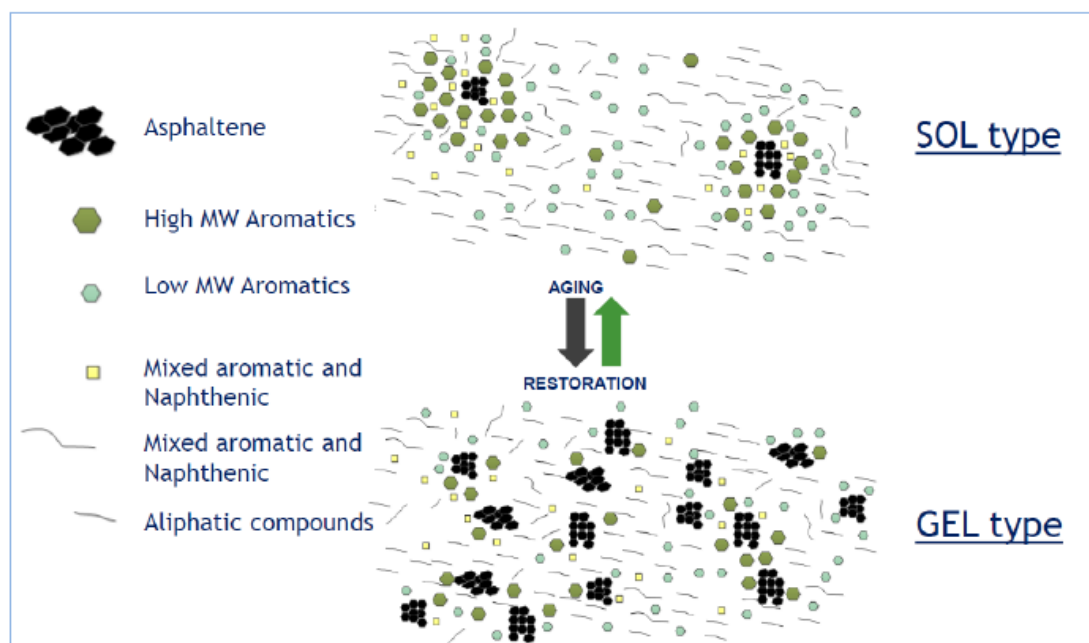 Asphaltene
High MW Aromatics
Low MW Aromatics
Mixed aromatic and
Naphthenic
Mixed aromatic and
Naphthenic
Aliphatic compounds
SOL type
AGING
RESTORATION
GEL type